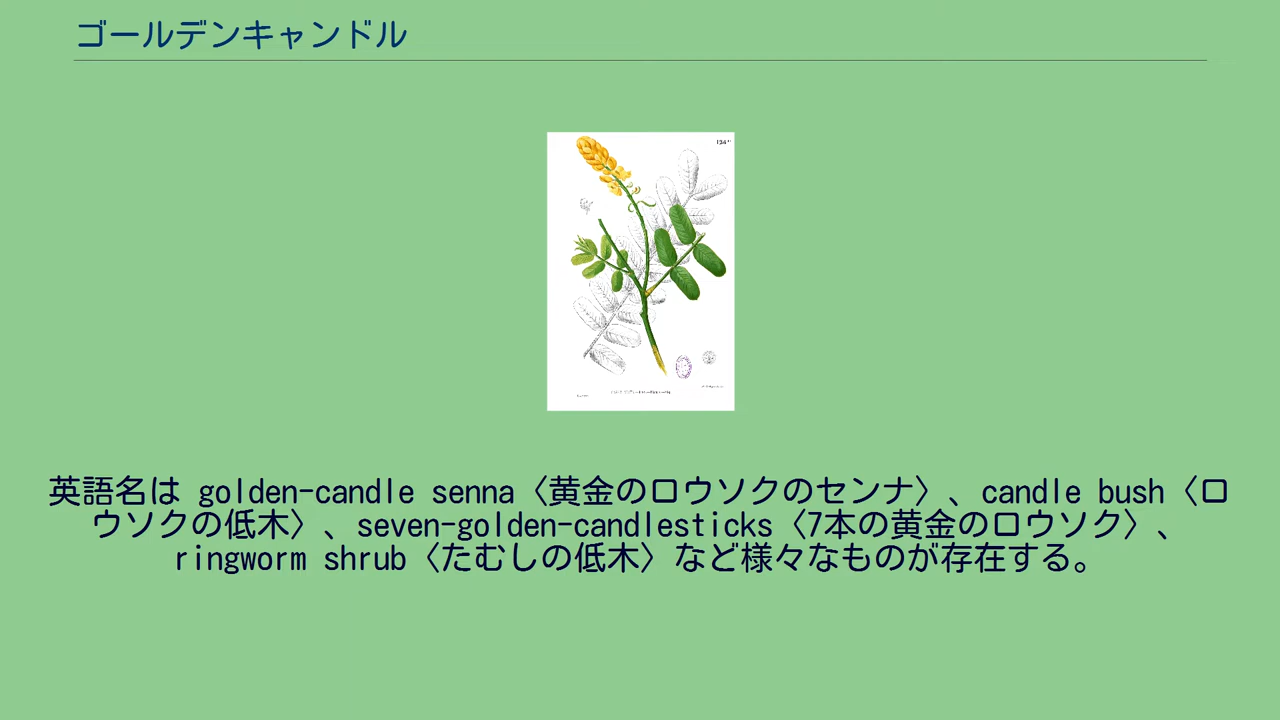 ゴールデンキャンドル
134
英語名は golden-candle senna〈黄金のロウソクのセンナ〉、candle bush〈ロ
ウソクの低木〉、seven-golden-candlesticks〈7本の黄金のロウソク〉、
ringworm shrub〈たむしの低木〉など様々なものが存在する。